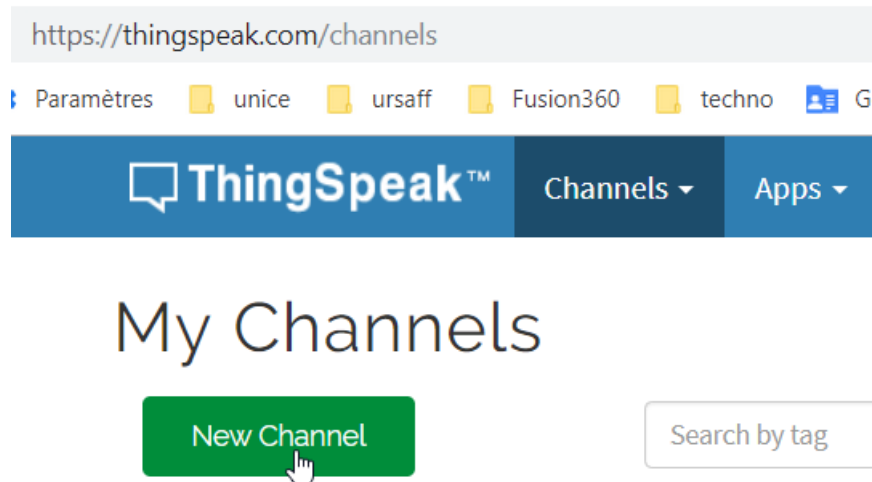 https://thingspeak.com/channels
Paramètres unice ursaff Fusion360 techno G
ThingSpeak™ Channels Apps
My Channels
New Channel Search by tag